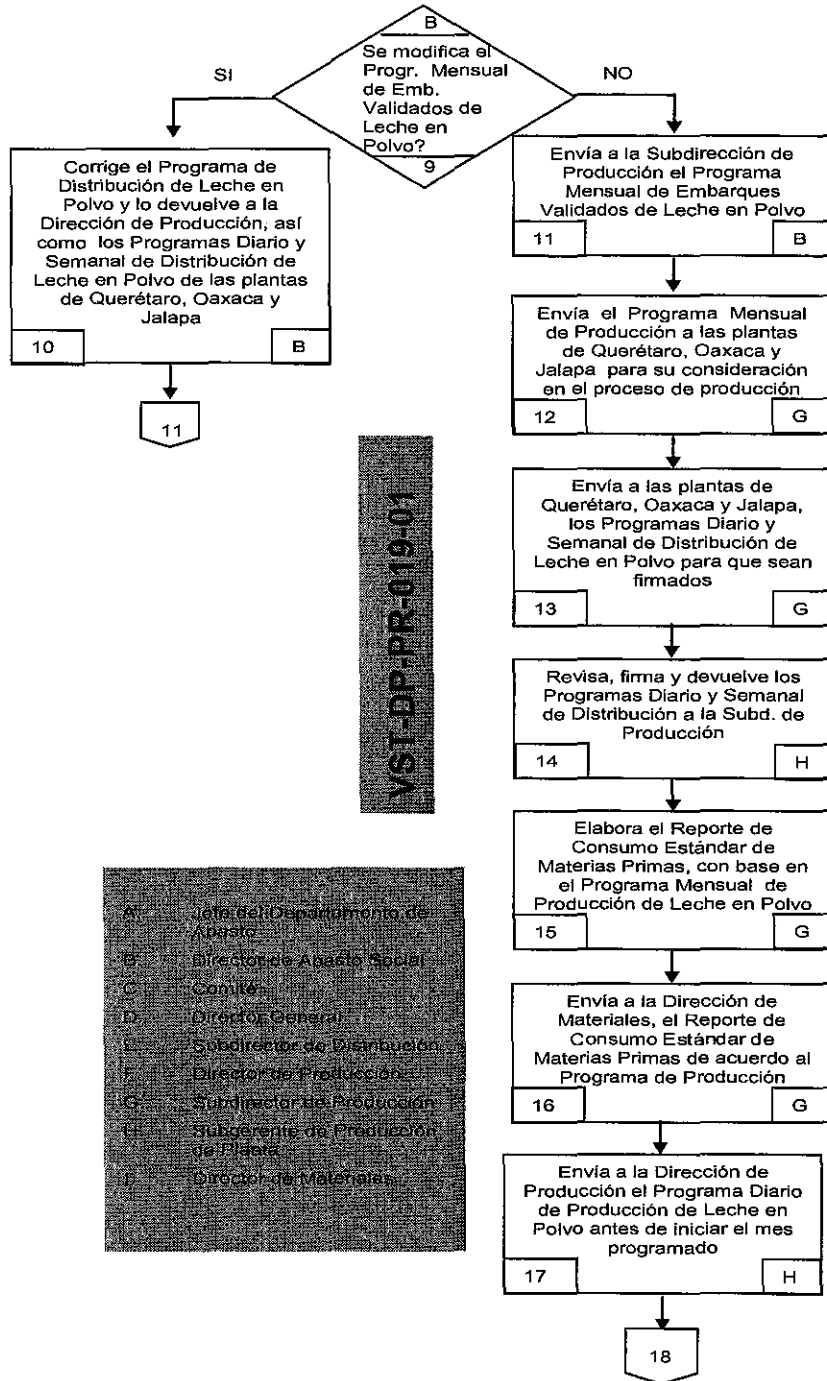 B
Se modifica el
Progr. Mensual
de Emb.
Validados de
Leche en
Polvo?
9
SI
NO
Corrige el Programa de
Distribución de Leche en
Polvo y lo devuelve a la
Dirección de Producción, así
como los Programas Diario y
Semanal de Distribución de
Leche en Polvo de las plantas
de Querétaro, Oaxaca y
Jalapa
10
B
11
Envía a la Subdirección de
Producción el Programa
Mensual de Embarques
Validados de Leche en Polvo
11
B
Envía el Programa Mensual
de Producción a las plantas
de Querétaro, Oaxaca y
Jalapa para su consideración
en el proceso de producción
12
G
Envía a las plantas de
Querétaro, Oaxaca y Jalapa,
los Programas Diario y
Semanal de Distribución de
Leche en Polvo para que sean
firmados
13
G
Revisa, firma y devuelve los
Programas Diario y Semanal
de Distribución a la Subd. de
Producción
14
H
Elabora el Reporte de
Consumo Estándar de
Materias Primas, con base en
el Programa Mensual de
Producción de Leche en Polvo
15
G
Envía a la Dirección de
Materiales, el Reporte de
Consumo Estándar de
Materias Primas de acuerdo al
Programa de Producción
16
G
Envía a la Dirección de
Producción el Programa Diario
de Producción de Leche en
Polvo antes de iniciar el mes
programado
17
H
18
VST-DP-PR-019-01
A Jefe del Departamento de
Abasto
B Director de Abasto Social
C Comité
D Director General
E Subdirector de Distribución
F Director de Producción
G Subdirector de Producción
H Subgerente de Producción
de Planta
Director de Materiales